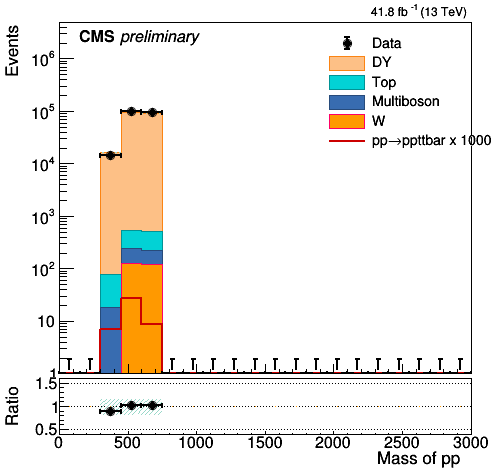 41.8 fb⁻¹ (13 TeV)
CMS preliminary
Events
10⁶
10⁵
10⁴
10³
10²
10
1
Data
DY
Top
Multiboson
W
pp→ppttbar x 1000
Ratio
1.5
1
0.5
0 500 1000 1500 2000 2500 3000
Mass of pp